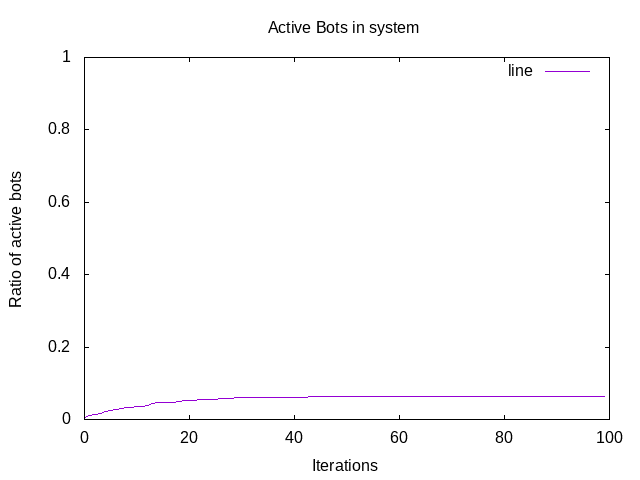 Active Bots in system
line
Ratio of active bots
1
0.8
0.6
0.4
0.2
0
0 20 40 60 80 100
Iterations